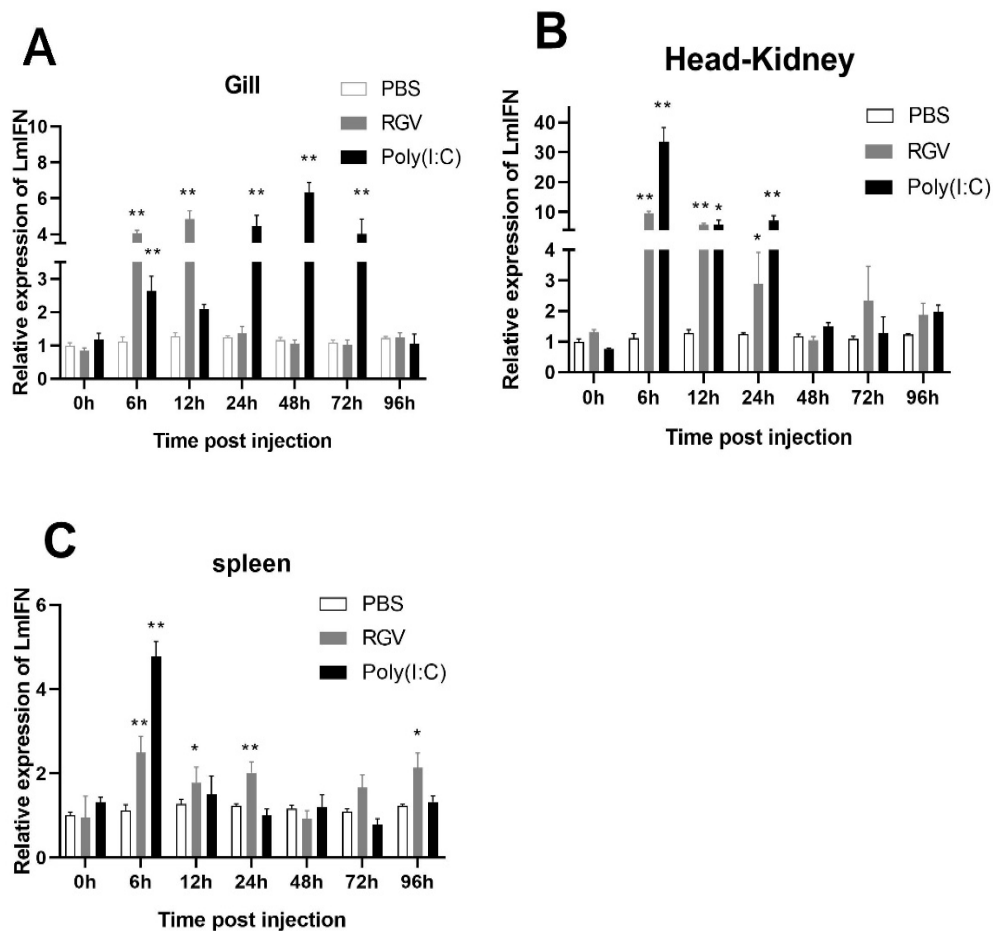 A
Gill
PBS
RGV
Poly(I:C)
Relative expression of LmIFN
10
8
6
4
3
2
1
0
** ** ** ** ** **
0h 6h 12h 24h 48h 72h 96h
Time post injection
B
Head-Kidney
PBS
RGV
Poly(I:C)
Relative expression of LmIFN
40
30
20
10
4
3
2
1
0
** ** ** * * **
0h 6h 12h 24h 48h 72h 96h
Time post injection
C
spleen
PBS
RGV
Poly(I:C)
Relative expression of LmIFN
6
4
2
0
** ** * ** *
0h 6h 12h 24h 48h 72h 96h
Time post injection